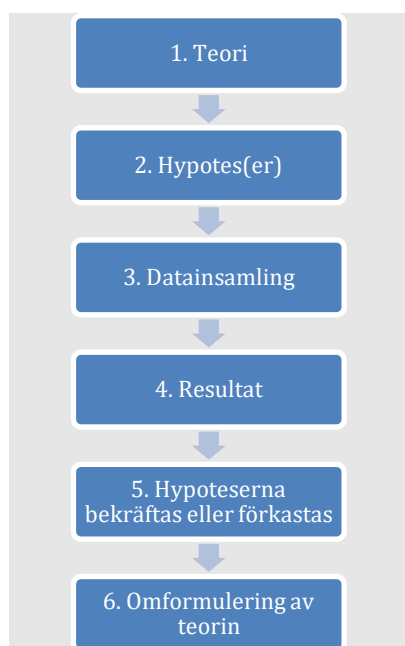 1. Teori
2. Hypotes(er)
3. Datainsamling
4. Resultat
5. Hypoteserna
bekräftas eller förkastas
6. Omformulering av
teorin